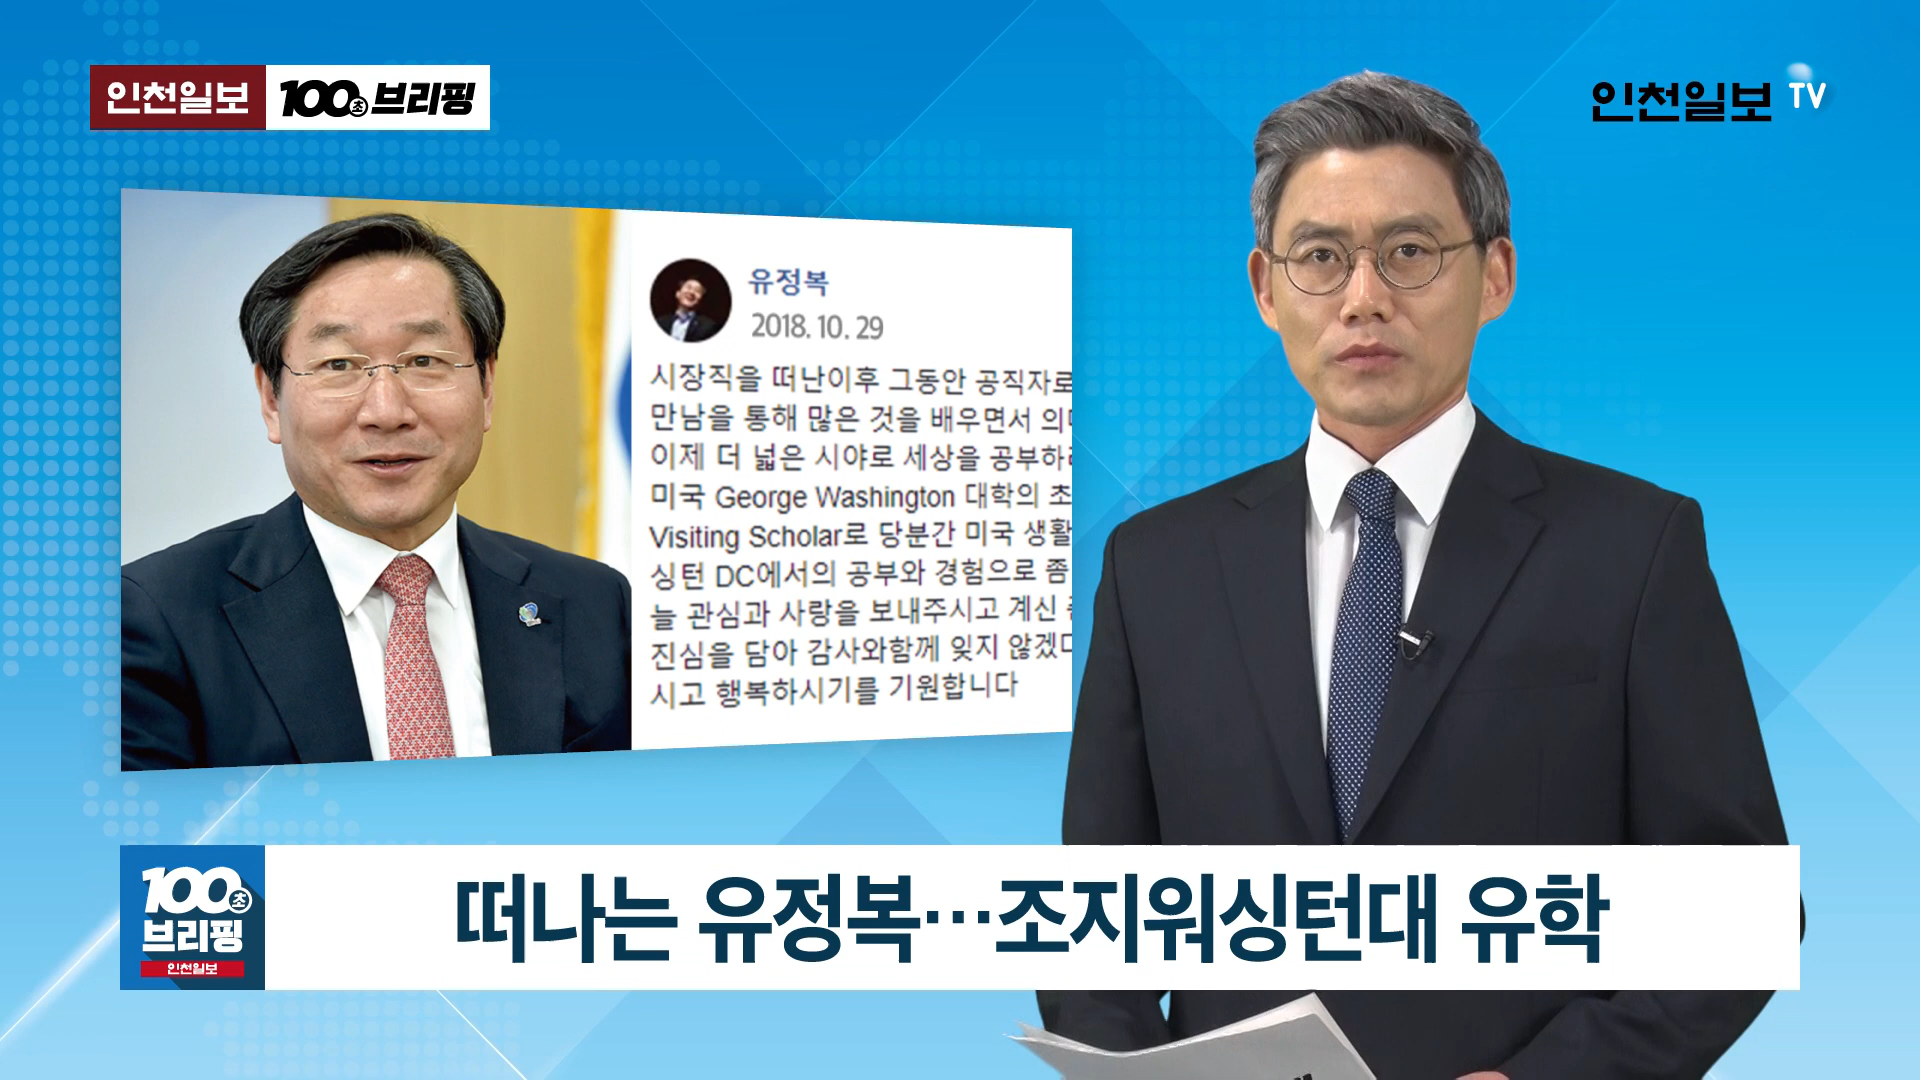 인천일보 100초 브리핑
인천일보 TV
유정복
2018. 10. 29
시장직을 떠난이후 그동안 공직자로
만남을 통해 많은 것을 배우면서 의미
이제 더 넓은 시야로 세상을 공부하려
미국 George Washington 대학의 초
Visiting Scholar로 당분간 미국 생활
싱턴 DC에서의 공부와 경험으로 좀
늘 관심과 사랑을 보내주시고 계신
진심을 담아 감사와함께 잊지 않겠다
시고 행복하시기를 기원합니다
100초
브리핑
인천일보
떠나는 유정복…조지워싱턴대 유학